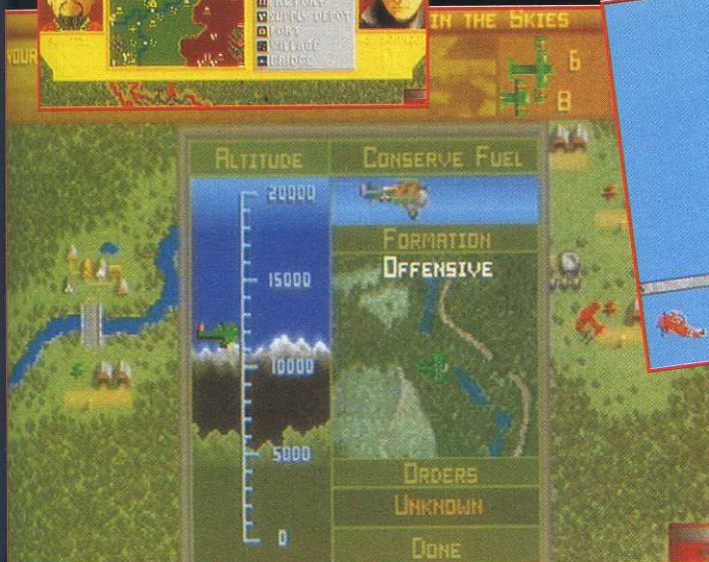 SUPPLY DEPOT
FORT
VILLAGE
BRIDGE
IN THE SKIES
YOUR
6
8
ALTITUDE
CONSERVE FUEL
20000
FORMATION
OFFENSIVE
15000
10000
5000
ORDERS
UNKNOWN
0
DONE